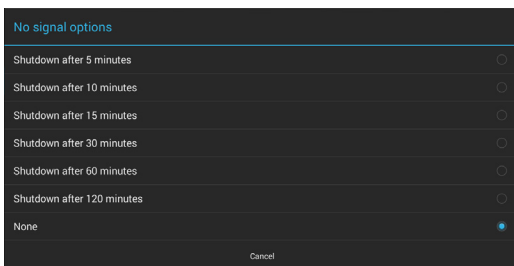 No signal options
Shutdown after 5 minutes
Shutdown after 10 minutes
Shutdown after 15 minutes
Shutdown after 30 minutes
Shutdown after 60 minutes
Shutdown after 120 minutes
None
Cancel